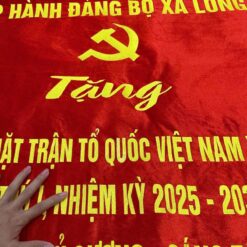 HÀNH ĐẢNG BỘ XÃ LONG
Tặng
MẶT TRẬN TỔ QUỐC VIỆT NAM
NHIỆM KỲ 2025 - 20